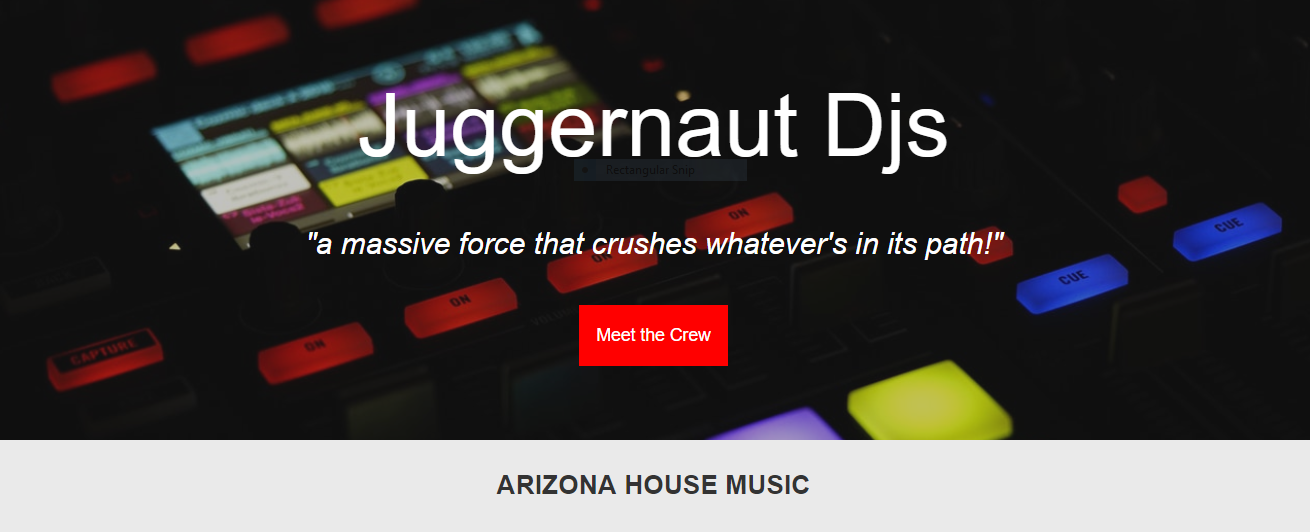 Juggernaut Djs
Rectangular Snip
"a massive force that crushes whatever's in its path!"
ON
ON
CUE
CUE
ON
Meet the Crew
CAPTURE
ON
ARIZONA HOUSE MUSIC